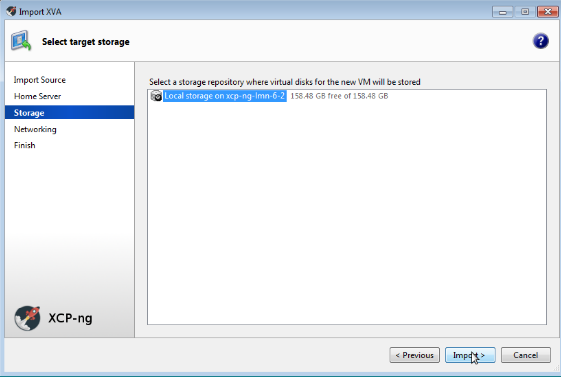 Import XVA
Select target storage
Import Source
Home Server
Storage
Networking
Finish
Select a storage repository where virtual disks for the new VM will be stored
Local storage on xcp-ng-lmn-6-2 158.48 GB free of 158.48 GB
XCP-ng
< Previous
Import >
Cancel